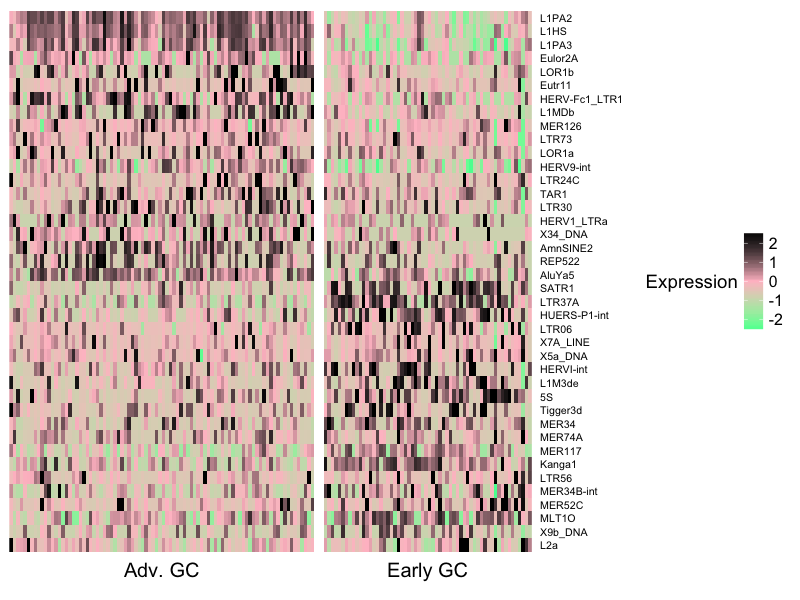 L1PA2
L1HS
L1PA3
Eulor2A
LOR1b
Eutr11
HERV-Fc1_LTR1
L1MDb
MER126
LTR73
LOR1a
HERV9-int
LTR24C
TAR1
LTR30
HERV1_LTRa
X34_DNA
AmnSINE2
REP522
AluYa5
SATR1
LTR37A
HUERS-P1-int
LTR06
X7A_LINE
X5a_DNA
HERVI-int
L1M3de
5S
Tigger3d
MER34
MER74A
MER117
Kanga1
LTR56
MER34B-int
MER52C
MLT1O
X9b_DNA
L2a
Expression
2
1
0
-1
-2
Adv. GC
Early GC